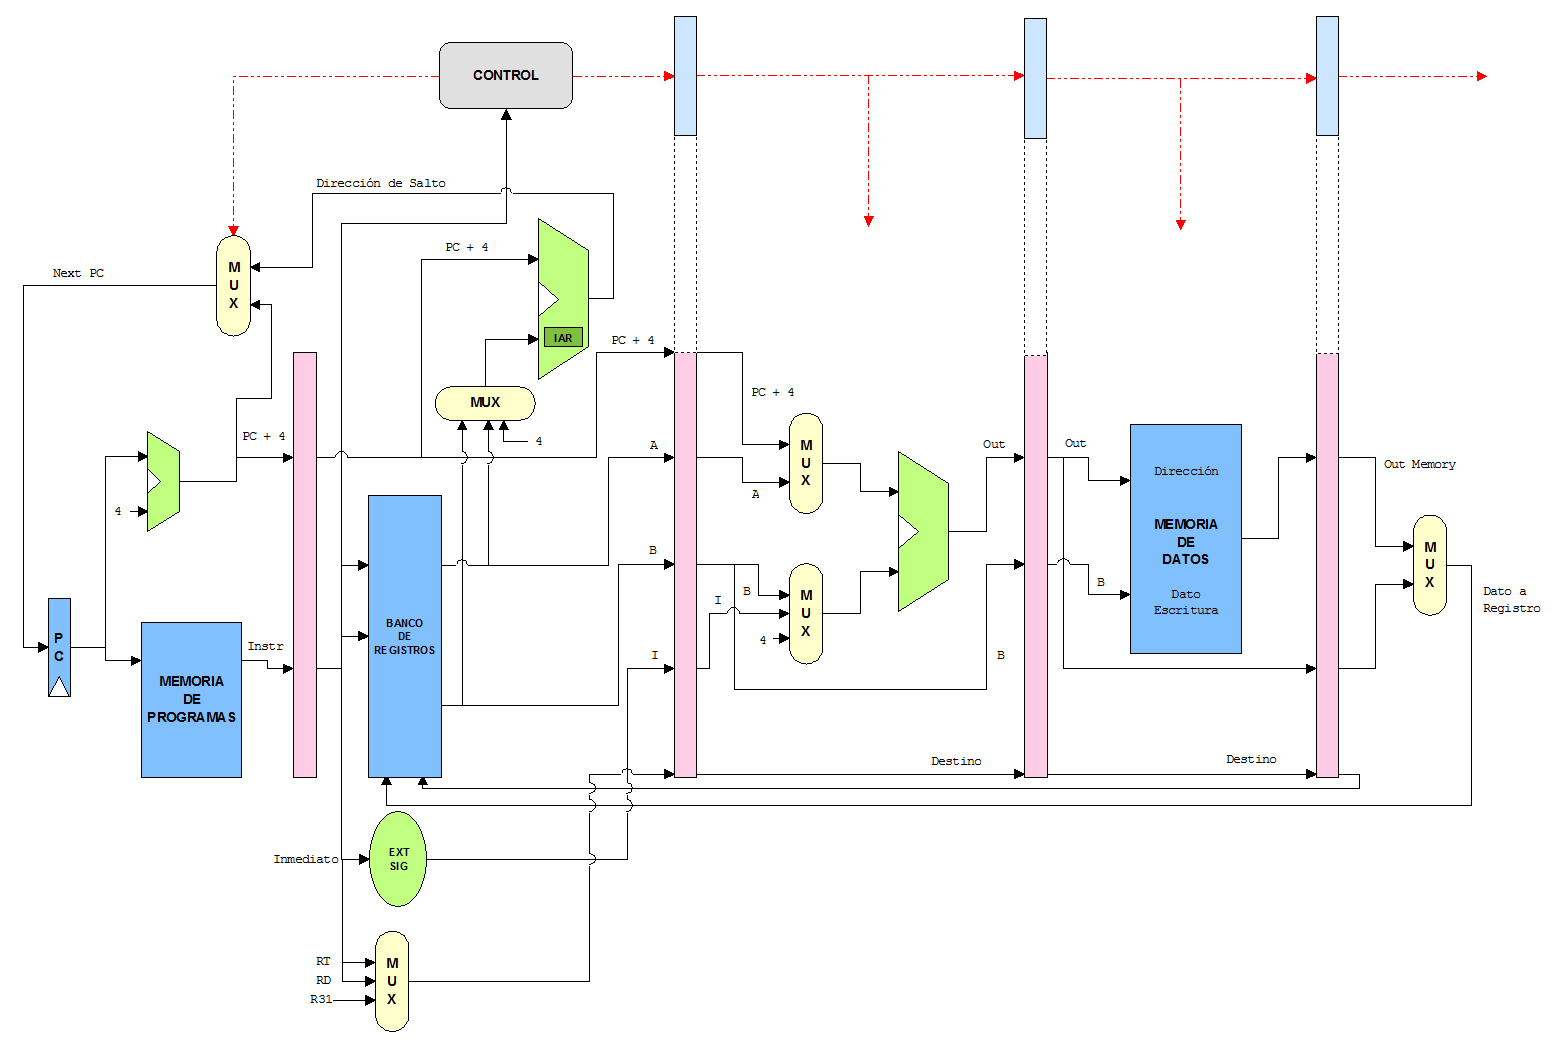 CONTROL
Dirección de Salto
PC + 4
Next PC
M
U
X
IAR
PC + 4
MUX
4
PC + 4
PC + 4
4
A
A
M
U
X
Out
Out
Dirección
MEMORIA
DE
DATOS
Dato
Escritura
Out Memory
M
U
X
Dato a
Registro
B
B
I
M
U
X
4
B
B
I
P
C
Instr
MEMORIA
DE
PROGRAMAS
BANCO
DE
REGISTROS
Destino
Destino
Inmediato
EXT
SIG
RT
RD
R31
M
U
X